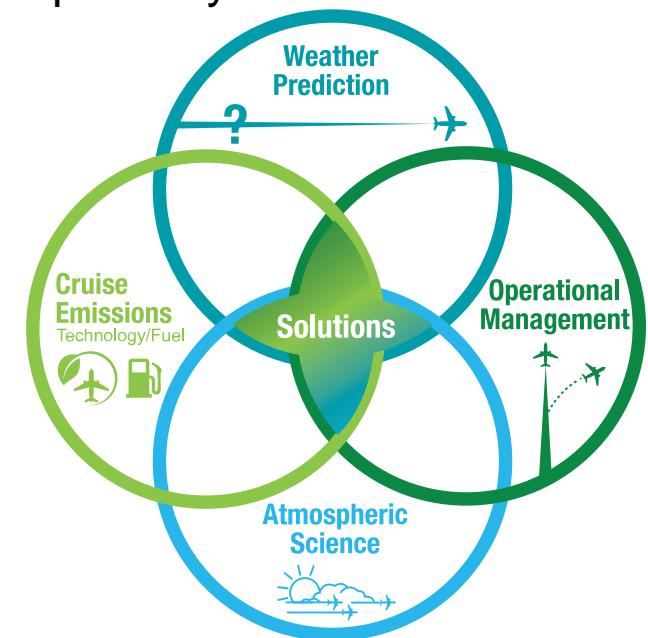 Weather
Prediction
?
Cruise
Emissions
Technology/Fuel
Operational
Management
Solutions
Atmospheric
Science